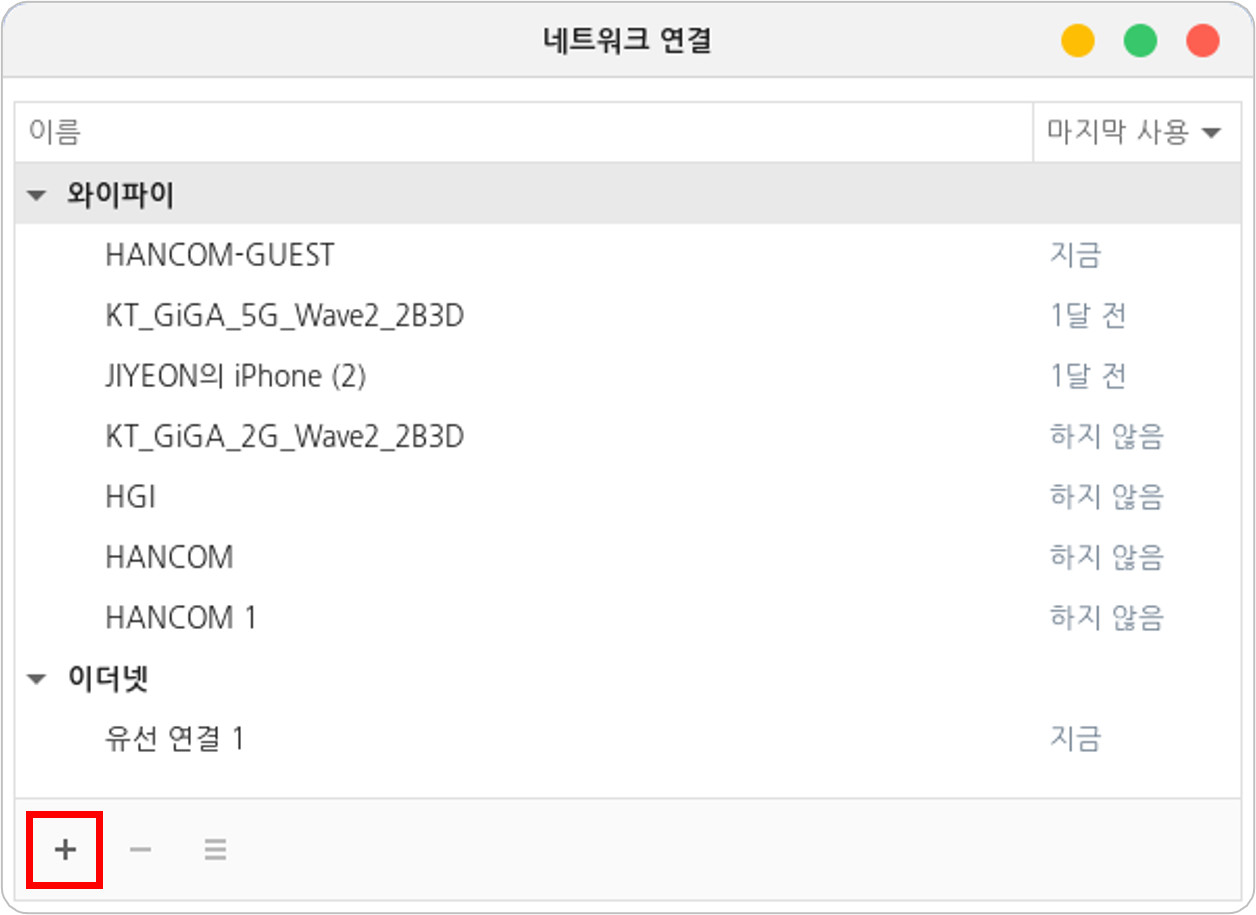 네트워크 연결
이름 마지막 사용
와이파이
HANCOM-GUEST 지금
KT_GiGA_5G_Wave2_2B3D 1달 전
JIYEON의 iPhone (2) 1달 전
KT_GiGA_2G_Wave2_2B3D 하지 않음
HGI 하지 않음
HANCOM 하지 않음
HANCOM 1 하지 않음
이더넷
유선 연결 1 지금